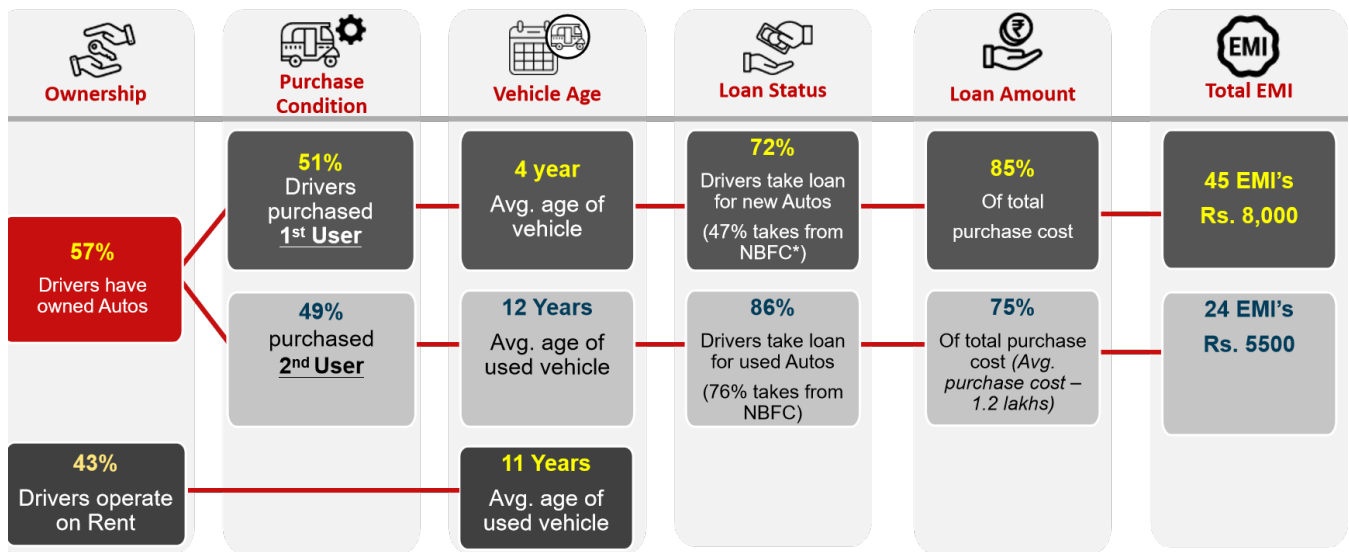 Ownership
Purchase
Condition
Vehicle Age
Loan Status
Loan Amount
EMI
Total EMI
57%
Drivers have
owned Autos
51%
Drivers
purchased
1st User
4 year
Avg. age of
vehicle
72%
Drivers take loan
for new Autos
(47% takes from
NBFC*)
85%
Of total
purchase cost
45 EMI's
Rs. 8,000
49%
purchased
2nd User
12 Years
Avg. age of
used vehicle
86%
Drivers take loan
for used Autos
(76% takes from
NBFC)
75%
Of total purchase
cost (Avg.
purchase cost –
1.2 lakhs)
24 EMI's
Rs. 5500
43%
Drivers operate
on Rent
11 Years
Avg. age of
used vehicle